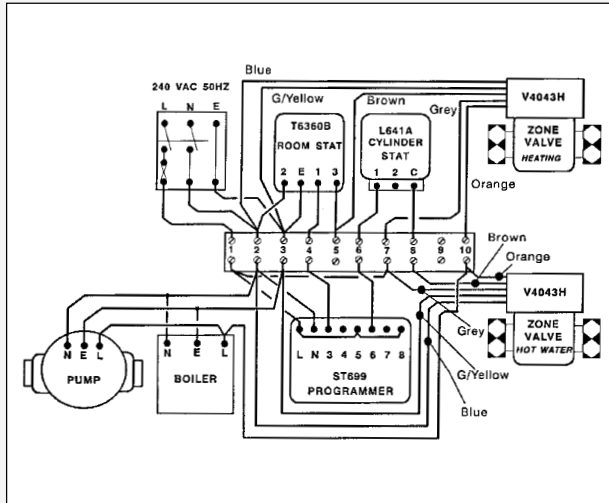 Blue
240 VAC 50HZ
L N E
G/Yellow
Brown
Grey
V4043H
ZONE
VALVE
HEATING
T6360B
ROOM STAT
2 E 1 3
L641A
CYLINDER
STAT
1 2 C
Orange
1 2 3 4 5 6 7 8 9 10
Brown
Orange
V4043H
ZONE
VALVE
HOT WATER
Grey
G/Yellow
Blue
N E L
PUMP
N E L
BOILER
L N 3 4 5 6 7 8
ST699
PROGRAMMER